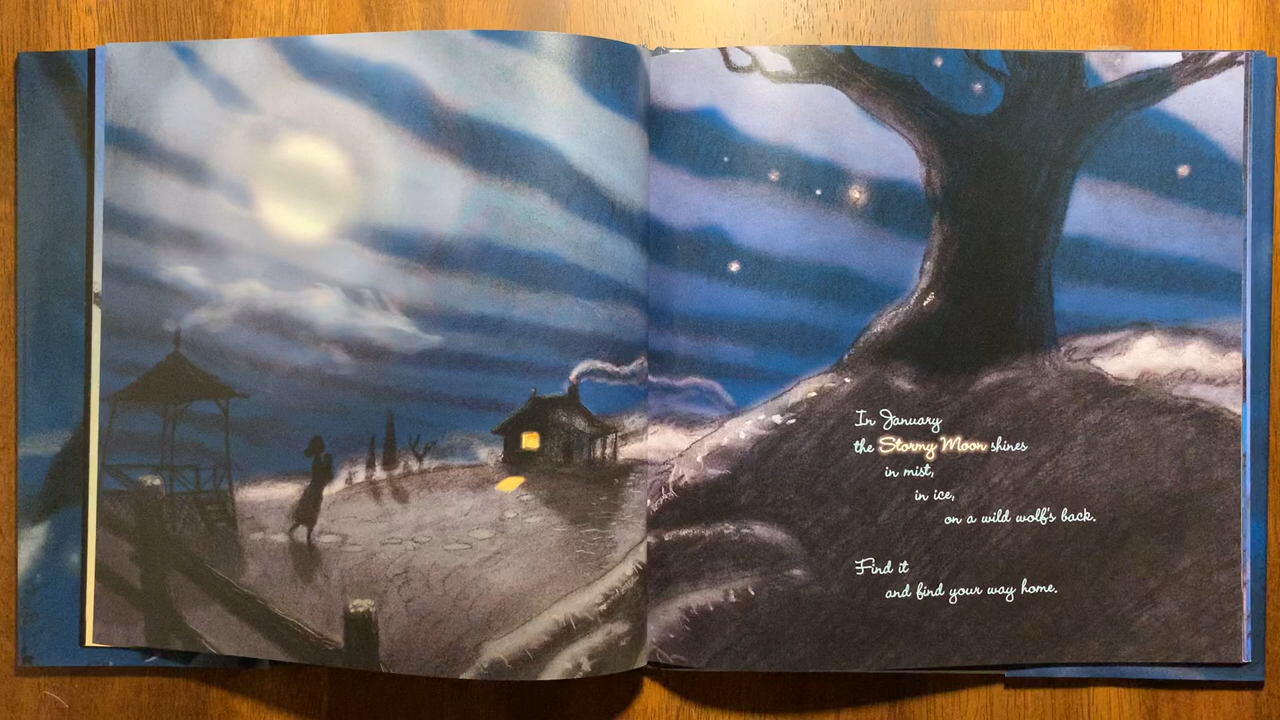 In January
the Stormy Moon shines
in mist,
in ice,
on a wild wolf's back.
Find it
and find your way home.